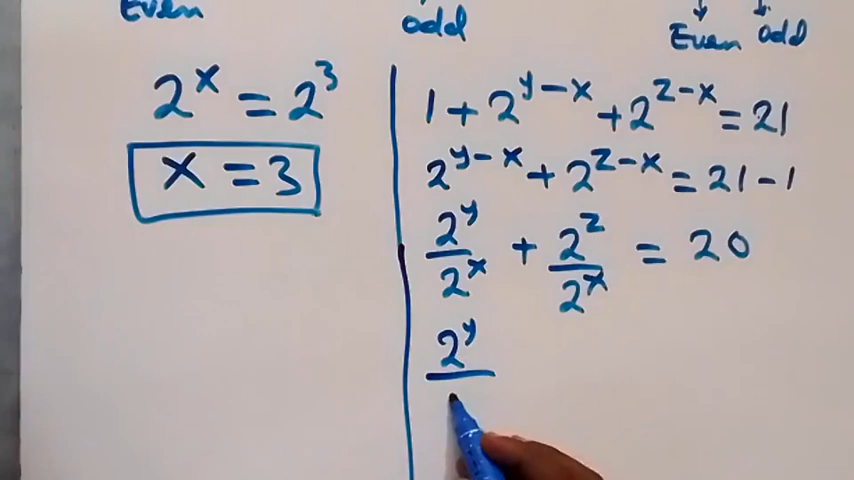 Even
odd
Even odd
2^x = 2^3
x = 3
1 + 2^{y-x} + 2^{z-x} = 21
2^{y-x} + 2^{z-x} = 21 - 1
2^y/2^x + 2^z/2^x = 20
2^y/